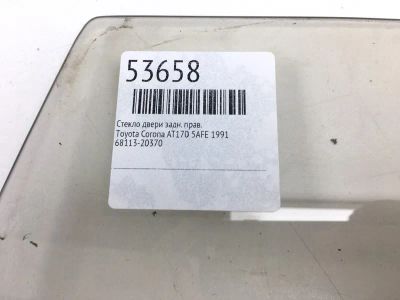 53658
Стекло двери задн. прав.
Toyota Corona AT170 5AFE 1991
68113-20370